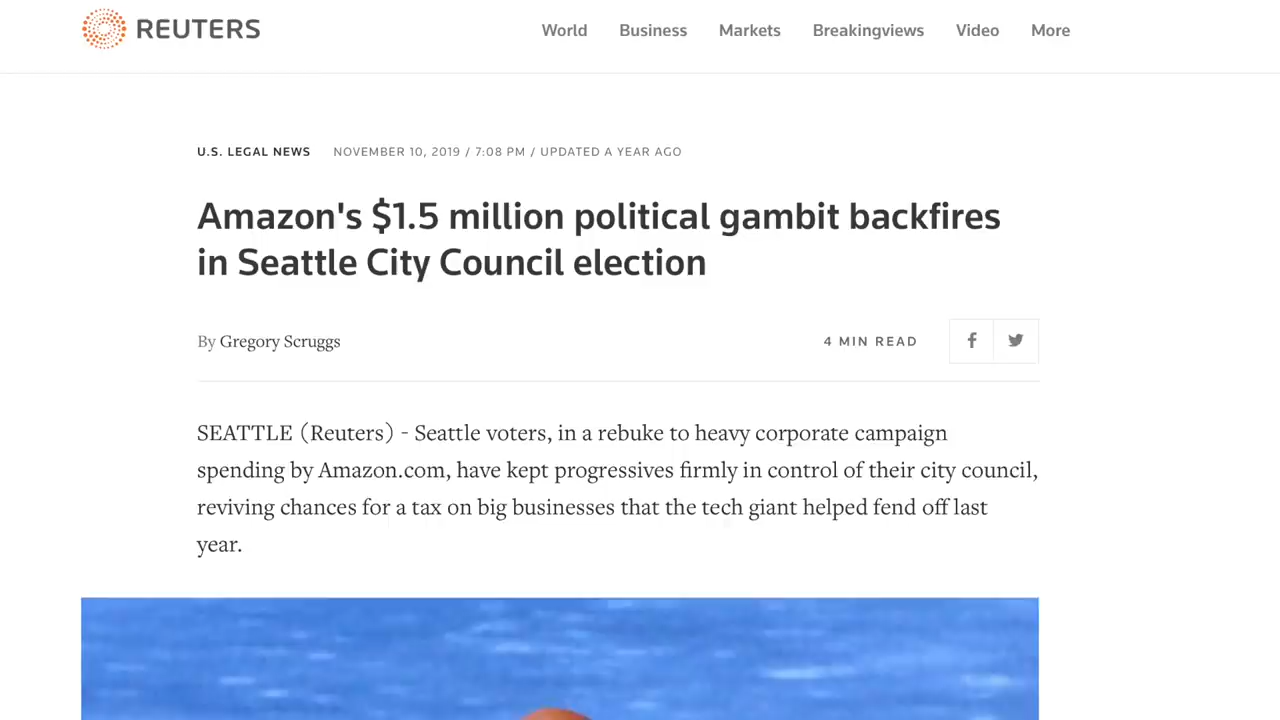 REUTERS
World Business Markets Breakingviews Video More
U.S. LEGAL NEWS NOVEMBER 10, 2019 / 7:08 PM / UPDATED A YEAR AGO
Amazon's $1.5 million political gambit backfires
in Seattle City Council election
By Gregory Scruggs 4 MIN READ
SEATTLE (Reuters) - Seattle voters, in a rebuke to heavy corporate campaign
spending by Amazon.com, have kept progressives firmly in control of their city council,
reviving chances for a tax on big businesses that the tech giant helped fend off last
year.